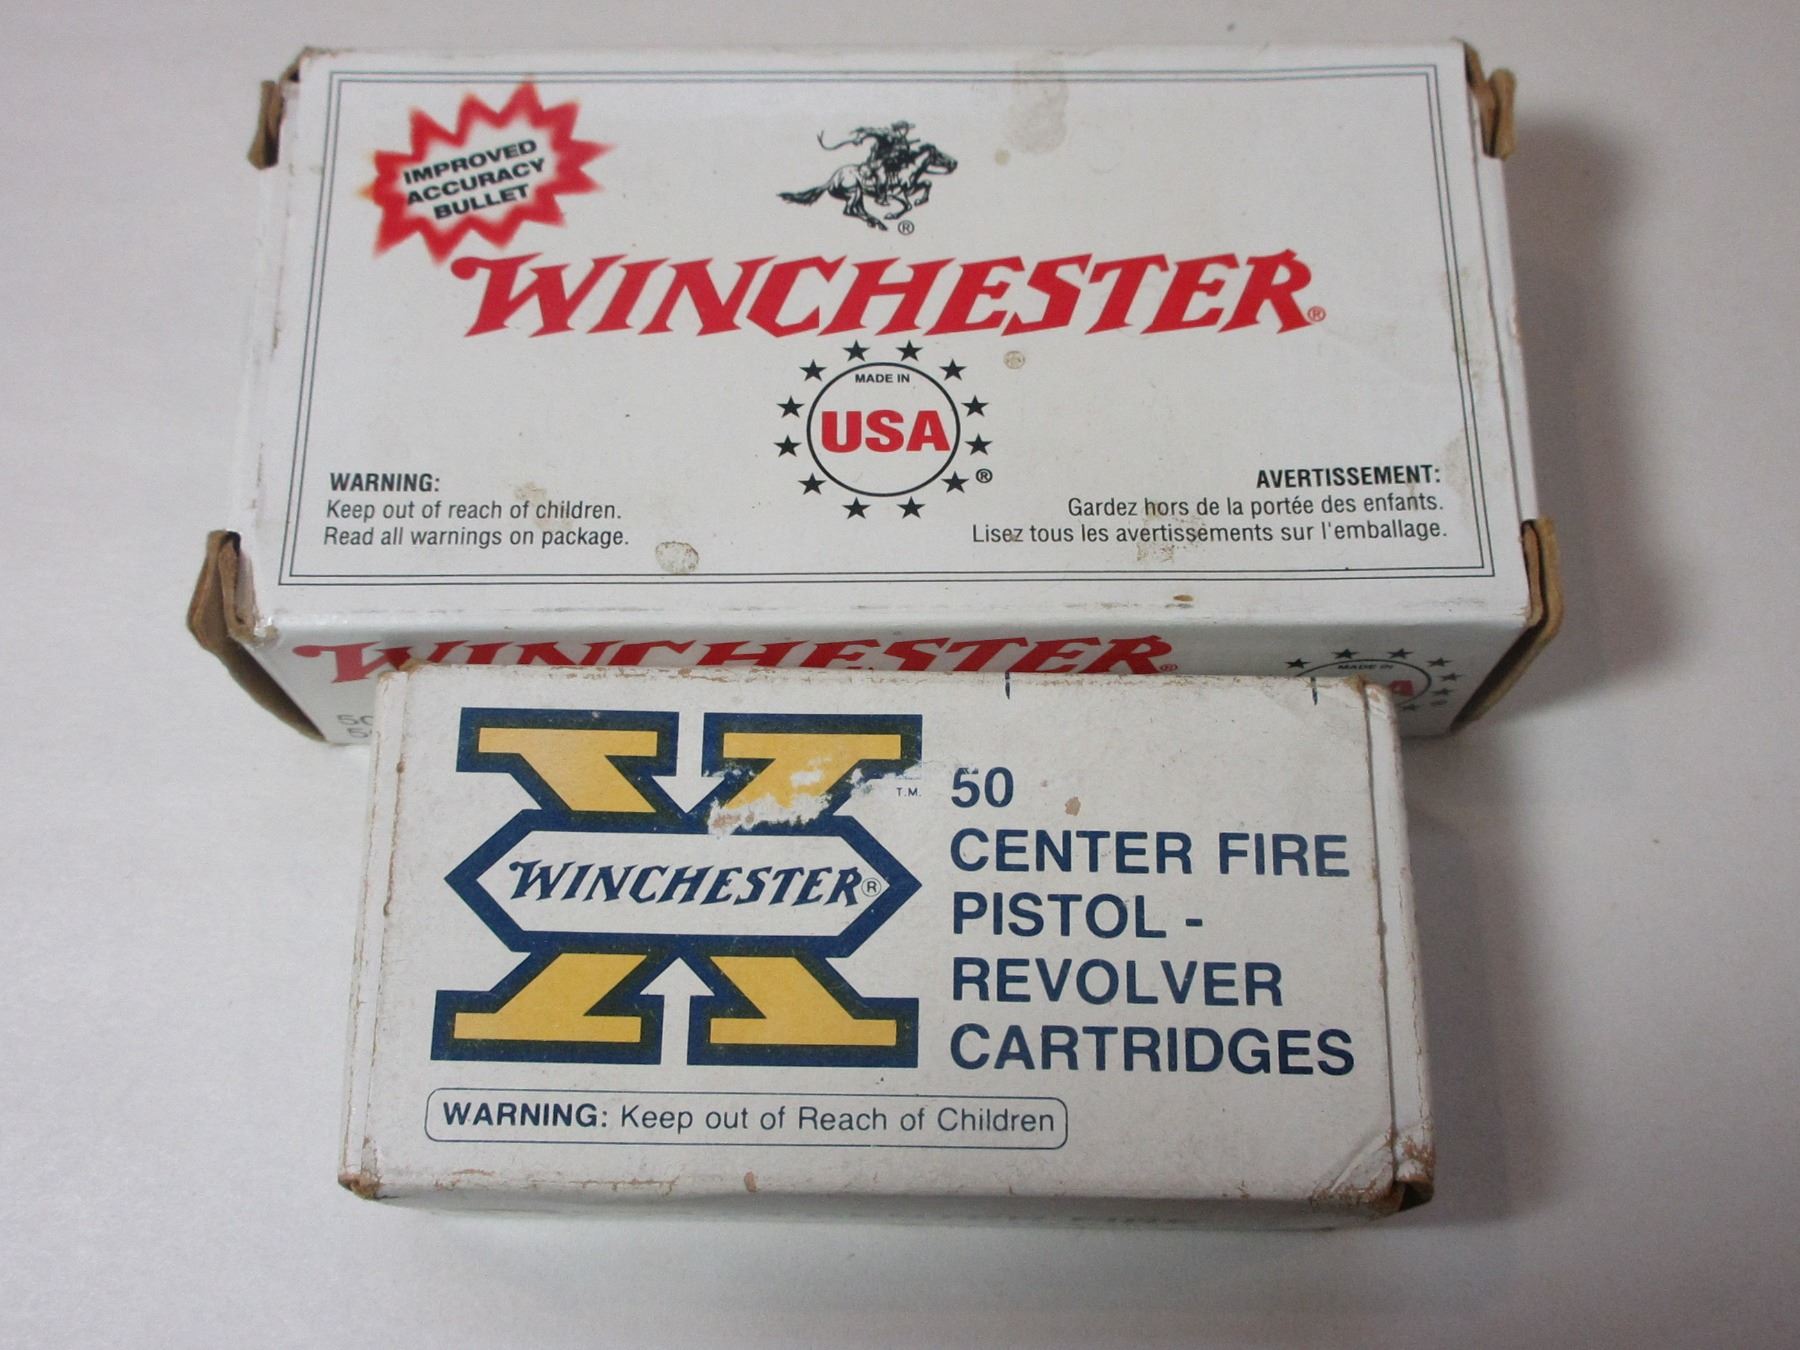 IMPROVED
ACCURACY
BULLET
®
WINCHESTER®
MADE IN
USA
®
WARNING:
Keep out of reach of children.
Read all warnings on package.
AVERTISSEMENT:
Gardez hors de la portée des enfants.
Lisez tous les avertissements sur l'emballage.
WINCHESTER®
MADE IN
T.M.
WINCHESTER®
50
CENTER FIRE
PISTOL -
REVOLVER
CARTRIDGES
WARNING: Keep out of Reach of Children